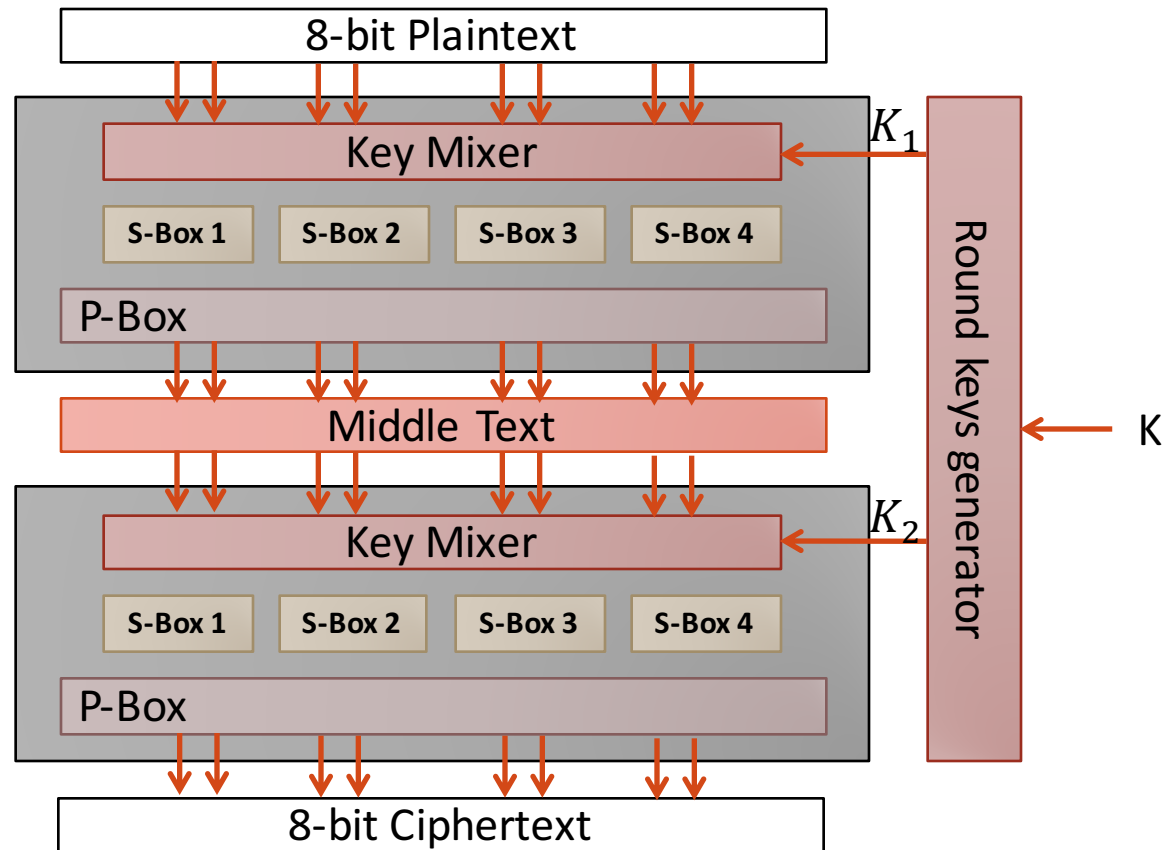 8-bit Plaintext
Key Mixer
K₁
S-Box 1
S-Box 2
S-Box 3
S-Box 4
P-Box
Middle Text
Key Mixer
K₂
S-Box 1
S-Box 2
S-Box 3
S-Box 4
P-Box
8-bit Ciphertext
Round keys generator
K